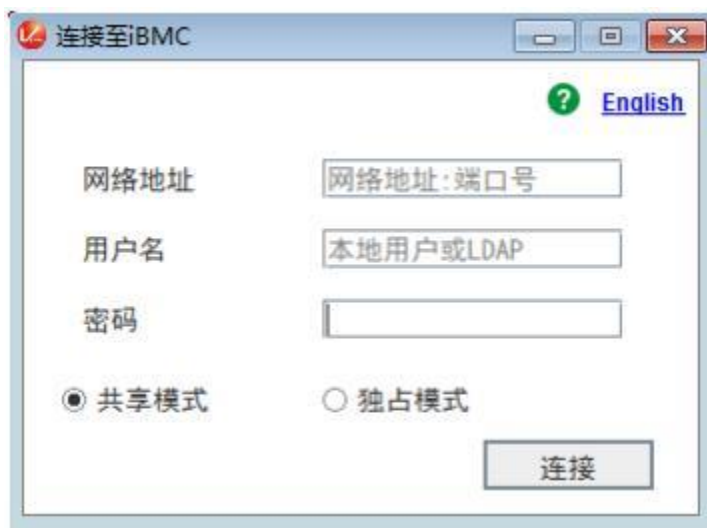 连接至iBMC
?
English
网络地址 网络地址:端口号
用户名 本地用户或LDAP
密码
共享模式 独占模式
连接